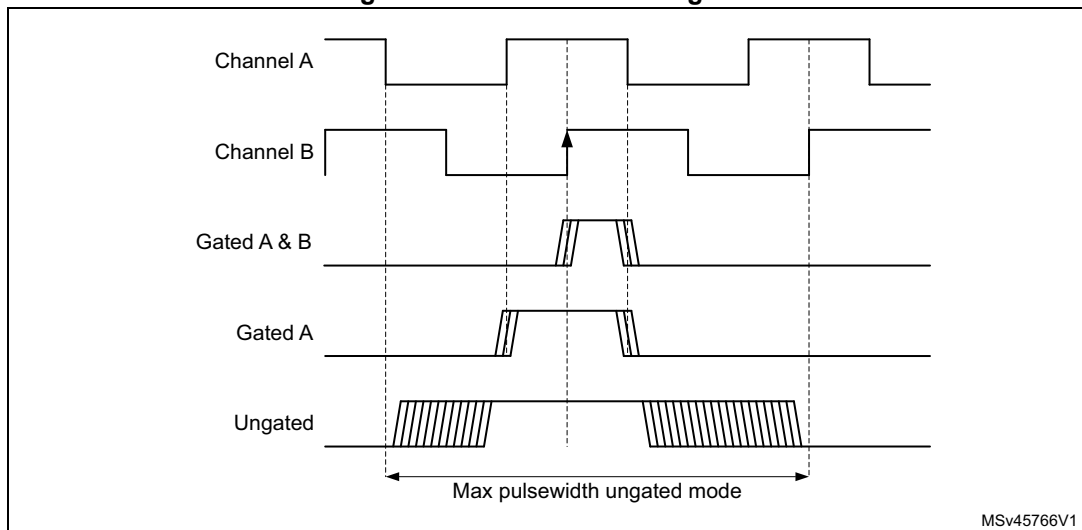 Channel A
Channel B
Gated A & B
Gated A
Ungated
Max pulsewidth ungated mode
MSv45766V1